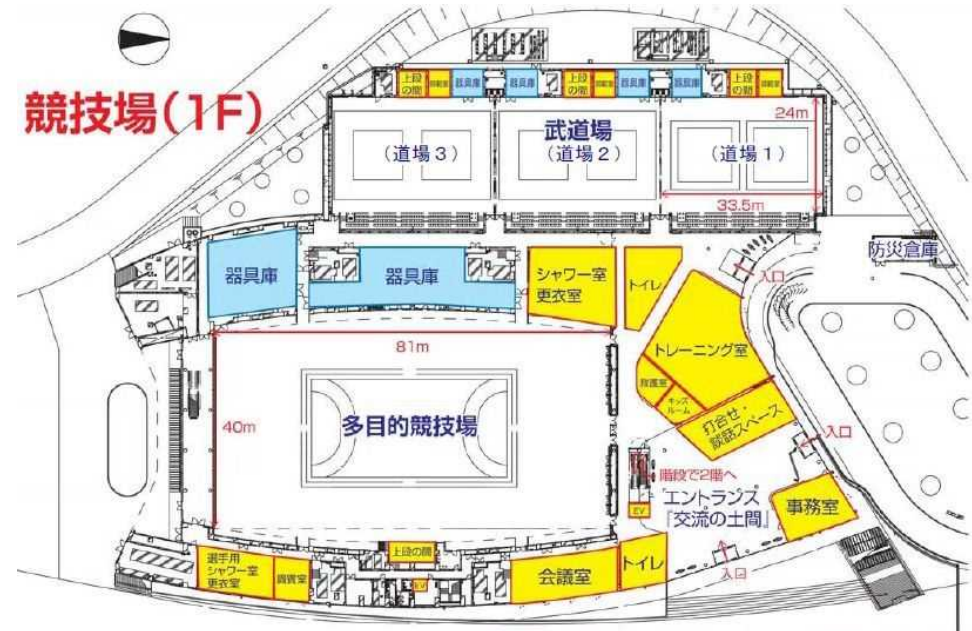 競技場(1F)
上段
の間
器具庫
器具庫
上段
の間
器具庫
器具庫
上段
の間
24m
武道場
(道場3)
(道場2)
(道場1)
33.5m
防災倉庫
器具庫
器具庫
シャワー室
更衣室
トイレ
入口
81m
トレーニング室
40m
多目的競技場
キッズ
ルーム
打合せ・
談話スペース
入口
階段で2階へ
EV
エントランス
『交流の土間』
事務室
選手用
シャワー室
更衣室
上段の間
EV
会議室
トイレ
入口